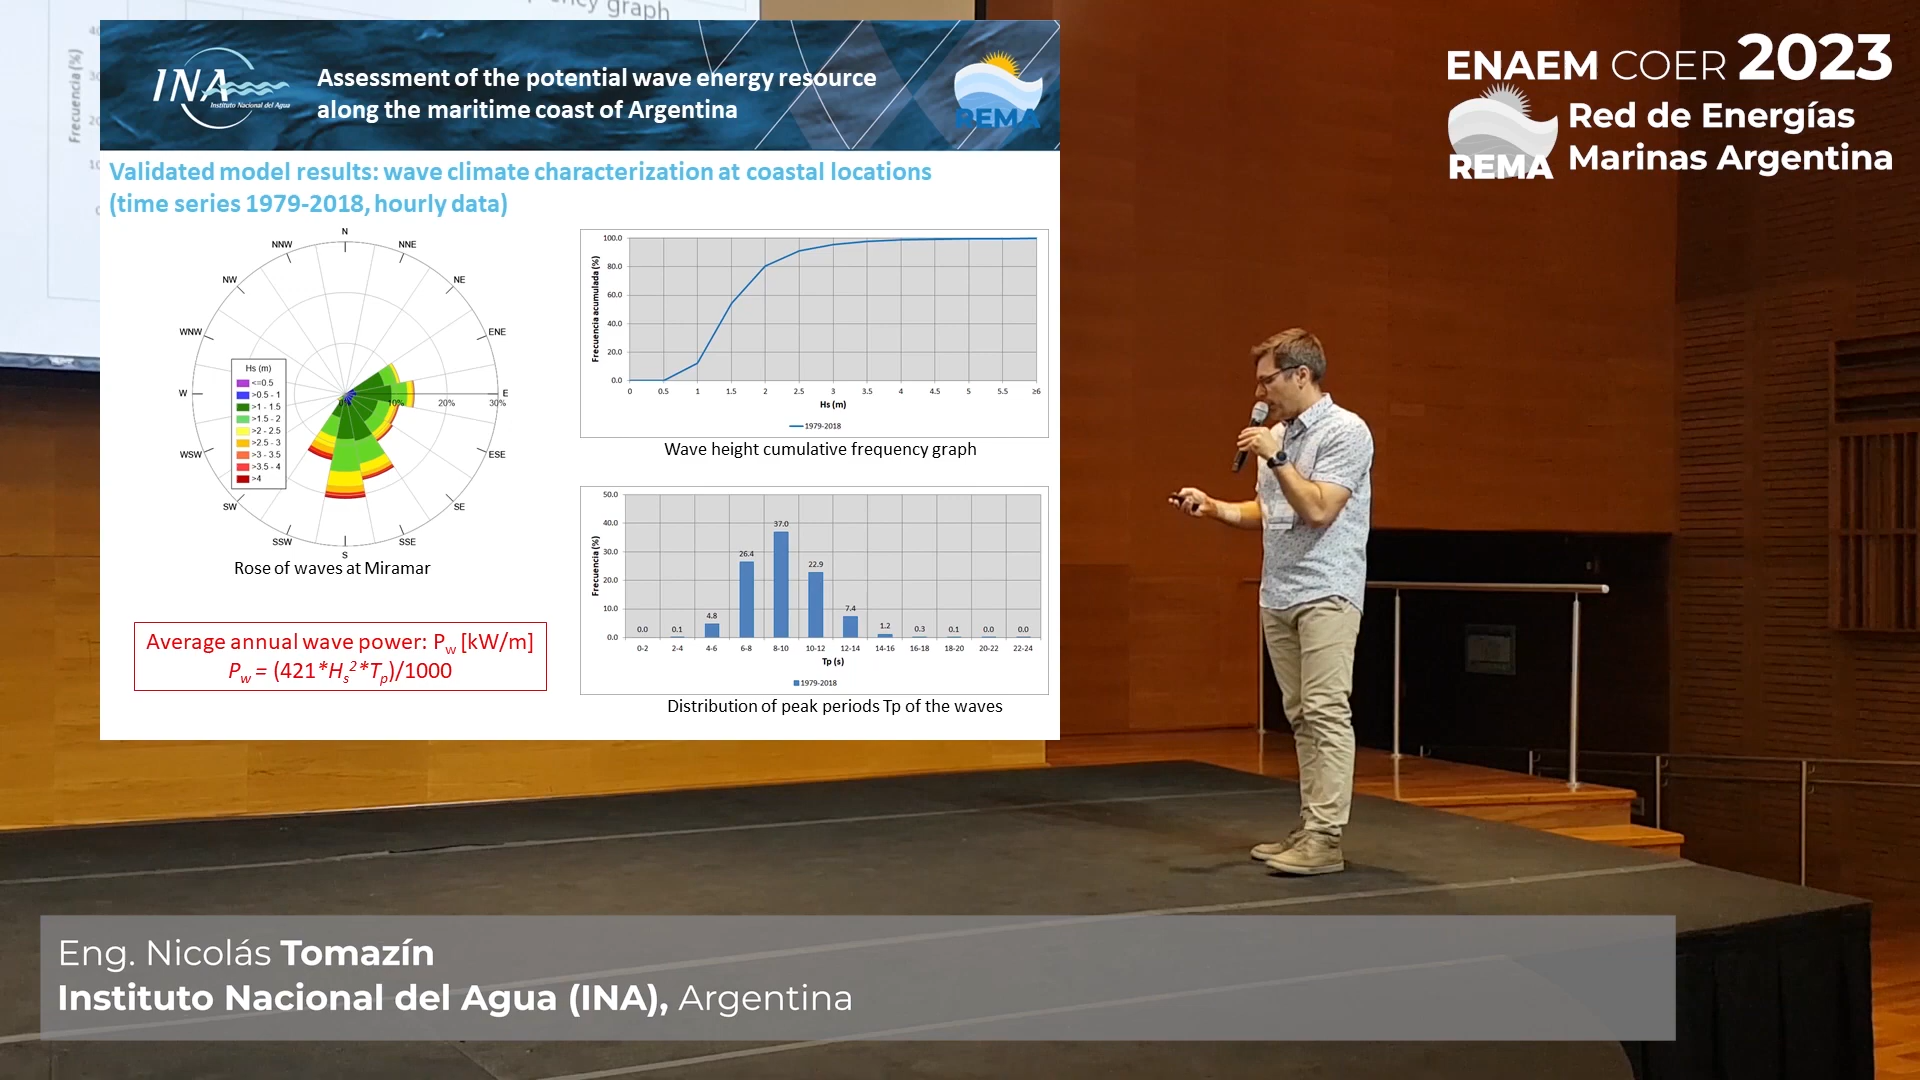 cy graph
Frecuencia (%)
INA
Instituto Nacional del Agua
Assessment of the potential wave energy resource
along the maritime coast of Argentina
REMA
ENAEM COER 2023
Red de Energías
Marinas Argentina
REMA
Validated model results: wave climate characterization at coastal locations
(time series 1979-2018, hourly data)
N
NNW
NNE
NW
NE
WNW
ENE
W
E
0%
10%
20%
30%
WSW
ESE
SW
SE
SSW
SSE
S
Hs (m)
<=0.5
>0.5 - 1
>1 - 1.5
>1.5 - 2
>2 - 2.5
>2.5 - 3
>3 - 3.5
>3.5 - 4
>4
Rose of waves at Miramar
Average annual wave power: Pw [kW/m]
Pw = (421*Hs2*Tp)/1000
Frecuencia acumulada (%)
100.0
80.0
60.0
40.0
20.0
0.0
0 0.5 1 1.5 2 2.5 3 3.5 4 4.5 5 5.5 ≥6
Hs (m)
1979-2018
Wave height cumulative frequency graph
Frecuencia (%)
50.0
40.0
30.0
20.0
10.0
0.0
0.0 0.1 4.8 26.4 37.0 22.9 7.4 1.2 0.3 0.1 0.0 0.0
0-2 2-4 4-6 6-8 8-10 10-12 12-14 14-16 16-18 18-20 20-22 22-24
Tp (s)
1979-2018
Distribution of peak periods Tp of the waves
Eng. Nicolás Tomazín
Instituto Nacional del Agua (INA), Argentina